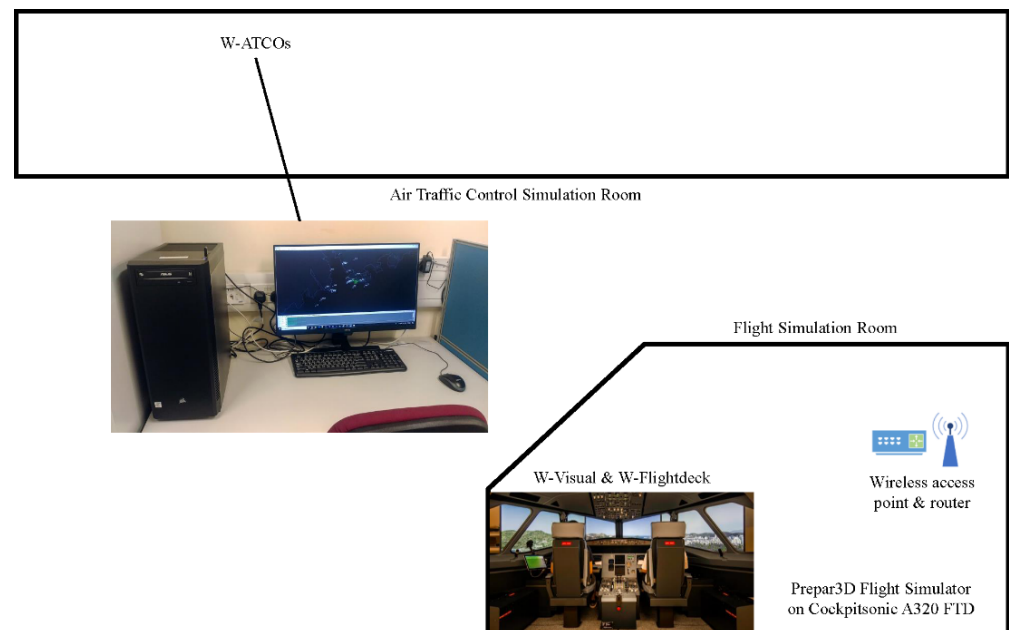 W-ATCOs
Air Traffic Control Simulation Room
Flight Simulation Room
W-Visual & W-Flightdeck
Wireless access
point & router
Prepar3D Flight Simulator
on Cockpitsonic A320 FTD